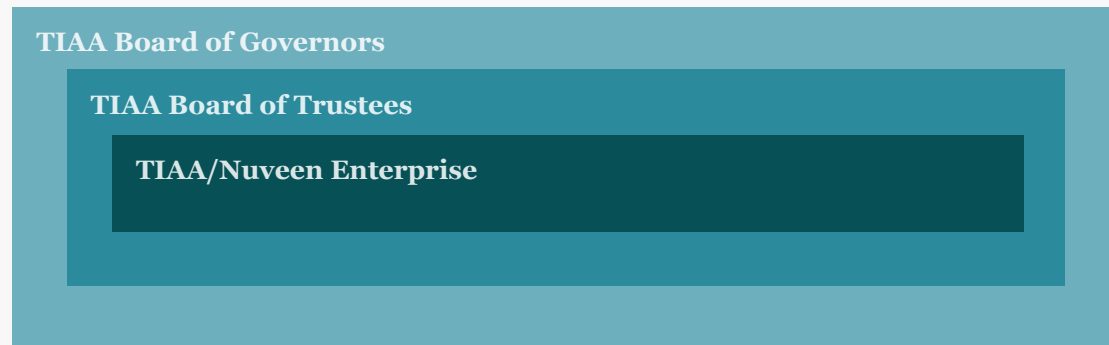 TIAA Board of Governors
TIAA Board of Trustees
TIAA/Nuveen Enterprise